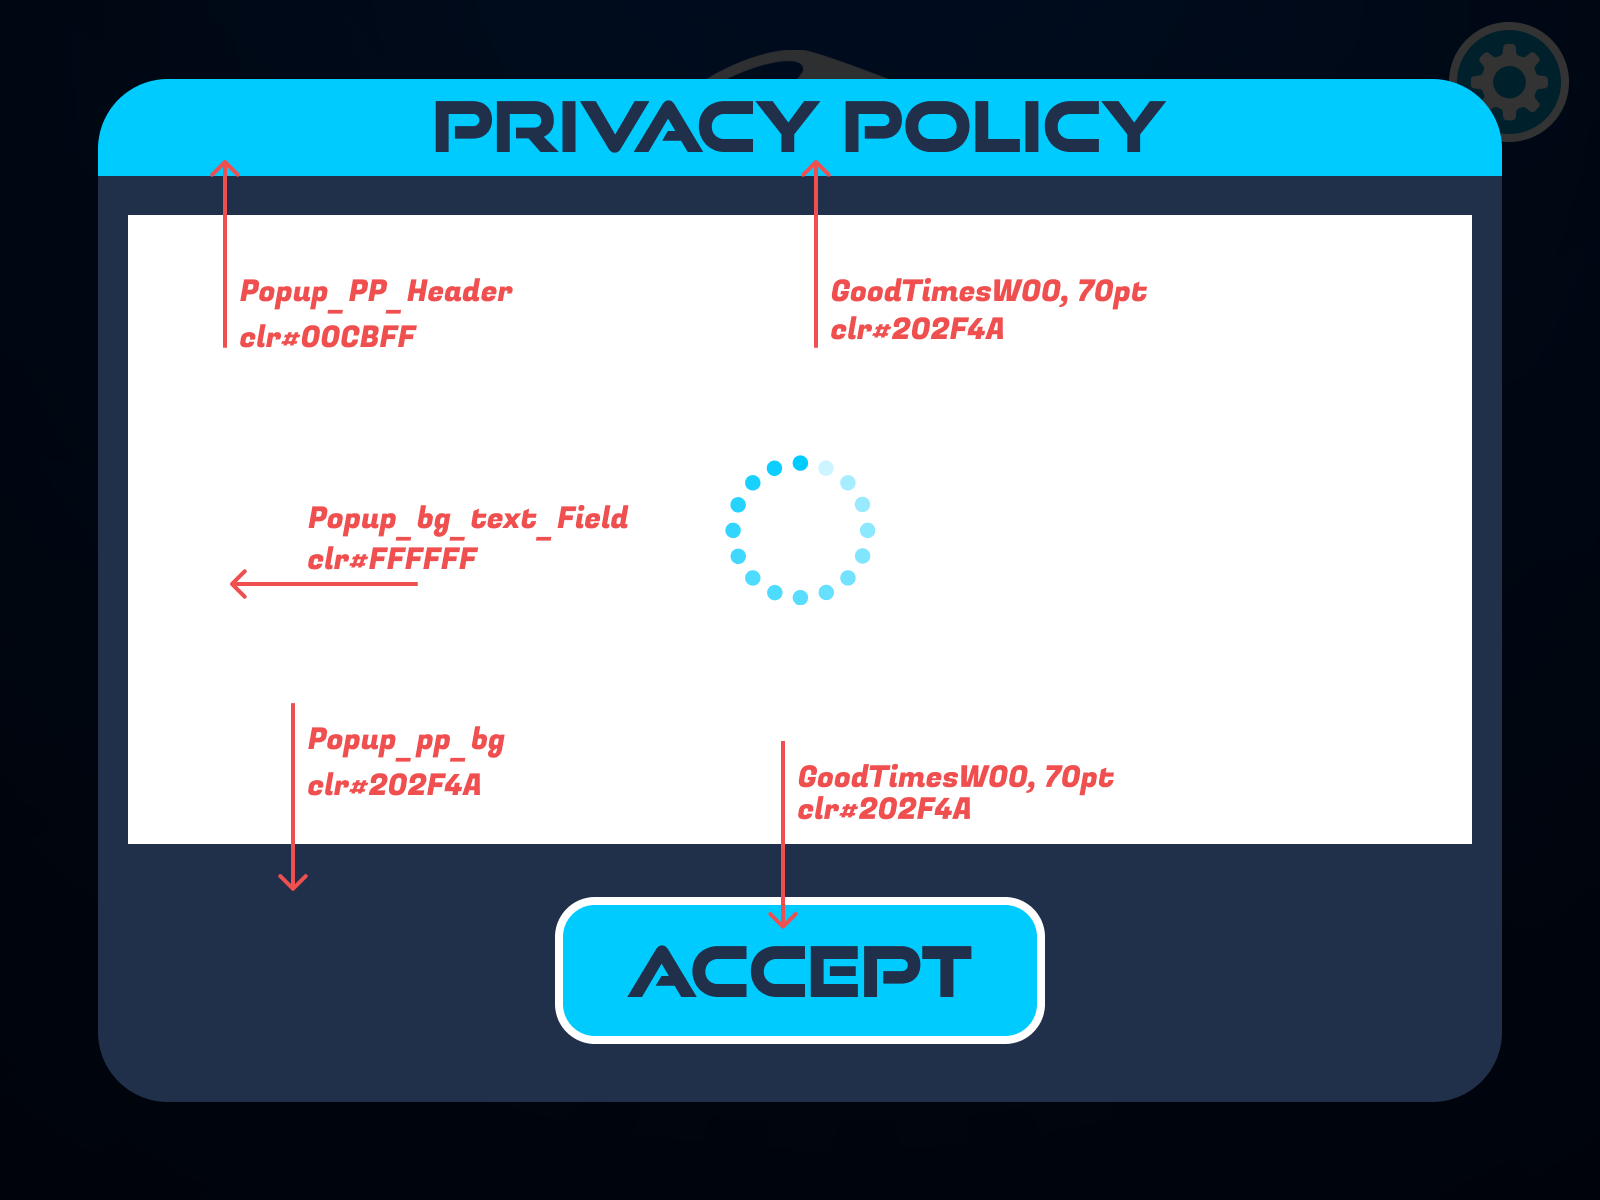 PRIVACY POLICY
Popup_PP_Header
clr#00CBFF
GoodTimesW00, 70pt
clr#202F4A
Popup_bg_text_Field
clr#FFFFFF
Popup_pp_bg
clr#202F4A
GoodTimesW00, 70pt
clr#202F4A
ACCEPT